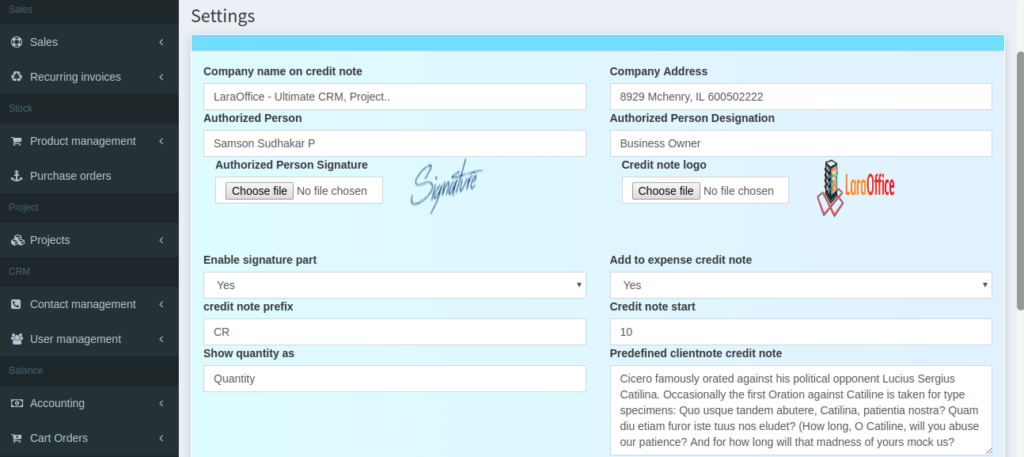 Sales
Sales
Recurring invoices
Stock
Product management
Purchase orders
Project
Projects
CRM
Contact management
User management
Balance
Accounting
Cart Orders
Settings
Company name on credit note
LaraOffice - Ultimate CRM, Project..
Company Address
8929 Mchenry, IL 600502222
Authorized Person
Samson Sudhakar P
Authorized Person Designation
Business Owner
Authorized Person Signature
Choose file No file chosen
Signature
Credit note logo
Choose file No file chosen
LaraOffice
Enable signature part
Yes
Add to expense credit note
Yes
credit note prefix
CR
Credit note start
10
Show quantity as
Quantity
Predefined clientnote credit note
Cicero famously orated against his political opponent Lucius Sergius
Catilina. Occasionally the first Oration against Catiline is taken for type
specimens: Quo usque tandem abutere, Catilina, patientia nostra? Quam
diu etiam furor iste tuus nos eludet? (How long, O Catiline, will you abuse
our patience? And for how long will that madness of yours mock us?